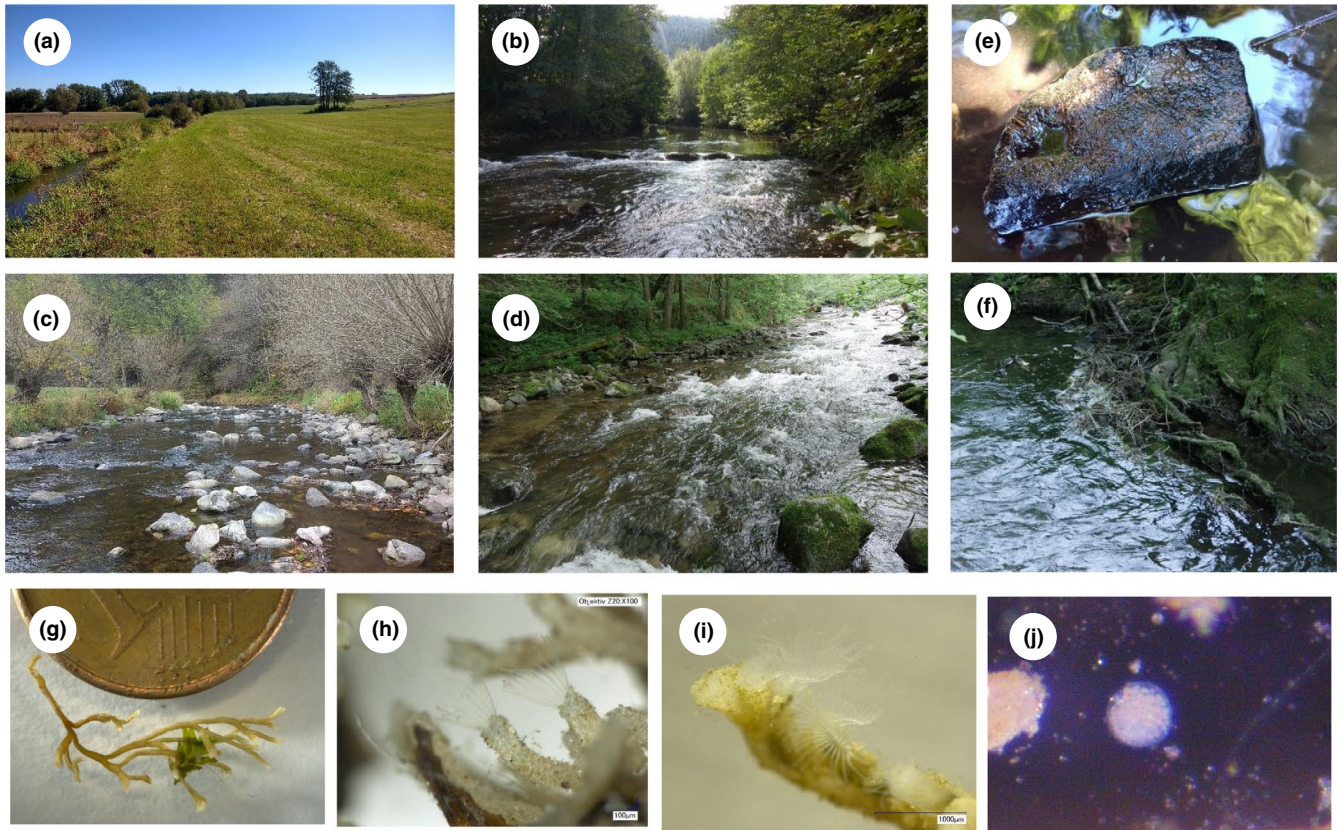 (a)
(b)
(e)
(c)
(d)
(f)
(g)
(h)
Objektiv Z20:X100
100µm
(i)
1000µm
(j)